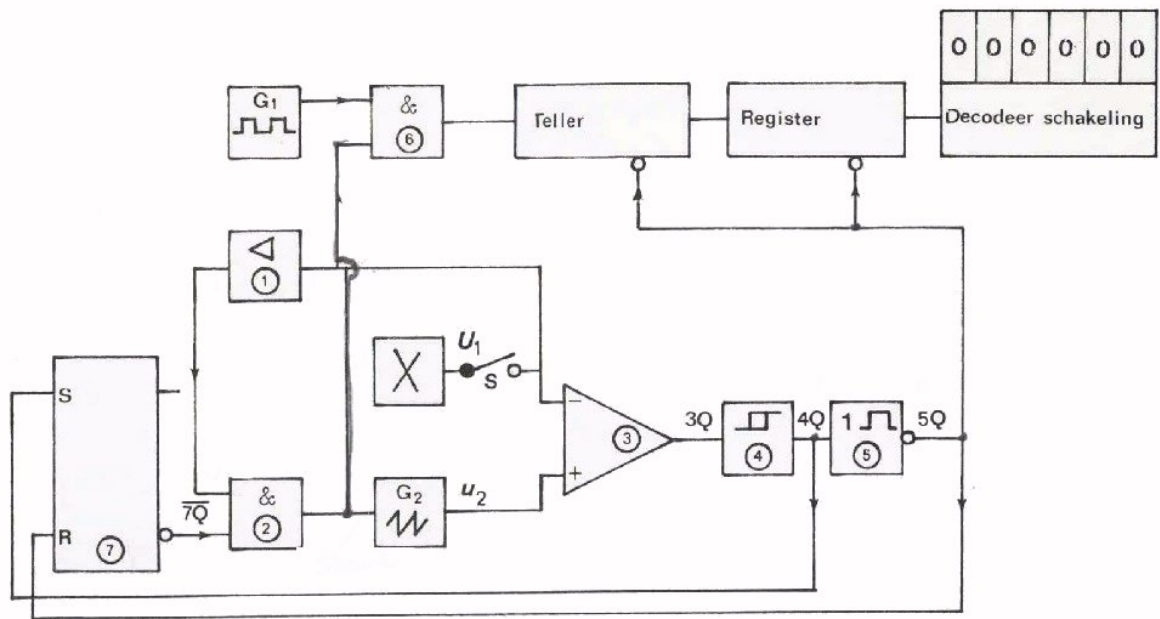 0 0 0 0 0 0
Decodeer schakeling
G1
&
6
Teller
Register
1
U1
S
S
R
7
7Q
&
2
G2
u2
−
+
3
3Q
4
4Q
1
5
5Q